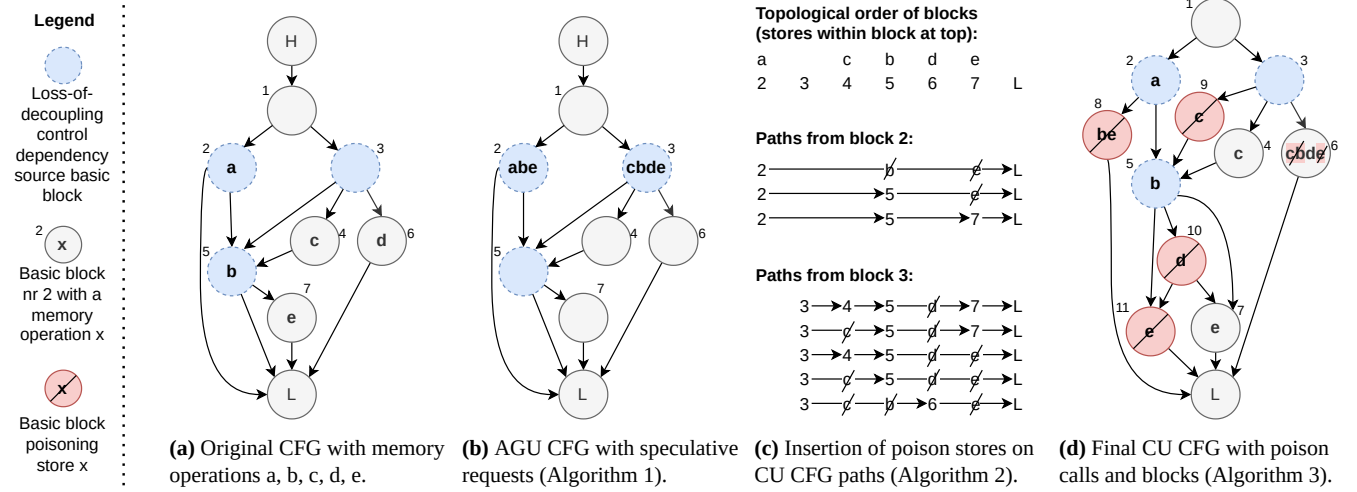 Legend
Loss-of-
decoupling
control
dependency
source basic
block
2
x
Basic block
nr 2 with a
memory
operation x
x
Basic block
poisoning
store x
H
1
2
a
3
c
4
d
6
5
b
7
e
L
(a) Original CFG with memory
operations a, b, c, d, e.
H
1
2
abe
3
cbde
4
6
5
7
L
(b) AGU CFG with speculative
requests (Algorithm 1).
Topological order of blocks
(stores within block at top):
a c b d e
2 3 4 5 6 7 L
Paths from block 2:
2 b e L
2 5 e L
2 5 7 L
Paths from block 3:
3 4 5 d 7 L
3 c 5 d 7 L
3 4 5 d e L
3 c 5 d e L
3 c b 6 e L
(c) Insertion of poison stores on
CU CFG paths (Algorithm 2).
1
2
a
3
8
be
9
c
c
4
cbde
6
5
b
10
d
11
e
e
7
L
(d) Final CU CFG with poison
calls and blocks (Algorithm 3).